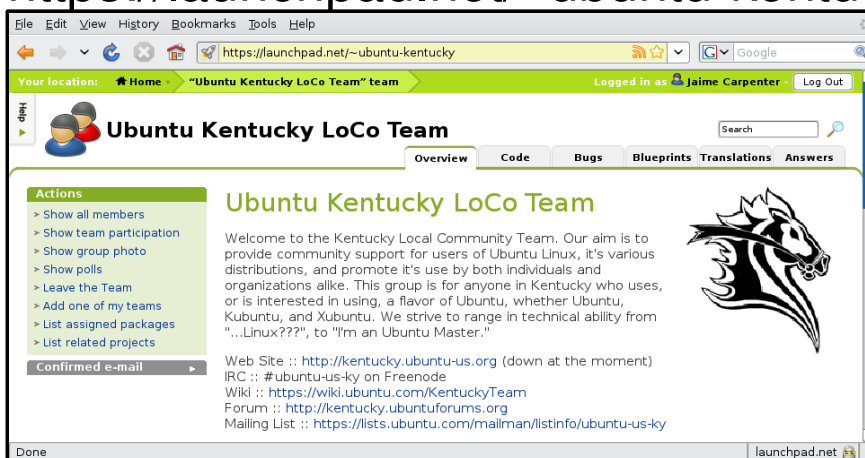 File Edit View History Bookmarks Tools Help
https://launchpad.net/~ubuntu-kentucky Google
Your location: Home "Ubuntu Kentucky LoCo Team" team Logged in as Jaime Carpenter Log Out
Help
Ubuntu Kentucky LoCo Team
Search
Overview Code Bugs Blueprints Translations Answers
Actions
Show all members
Show team participation
Show group photo
Show polls
Leave the Team
Add one of my teams
List assigned packages
List related projects
Confirmed e-mail
Ubuntu Kentucky LoCo Team
Welcome to the Kentucky Local Community Team. Our aim is to
provide community support for users of Ubuntu Linux, it's various
distributions, and promote it's use by both individuals and
organizations alike. This group is for anyone in Kentucky who uses,
or is interested in using, a flavor of Ubuntu, whether Ubuntu,
Kubuntu, and Xubuntu. We strive to range in technical ability from
"...Linux???", to "I'm an Ubuntu Master."
Web Site :: http://kentucky.ubuntu-us.org (down at the moment)
IRC :: #ubuntu-us-ky on Freenode
Wiki :: https://wiki.ubuntu.com/KentuckyTeam
Forum :: http://kentucky.ubuntuforums.org
Mailing List :: https://lists.ubuntu.com/mailman/listinfo/ubuntu-us-ky
Done launchpad.net